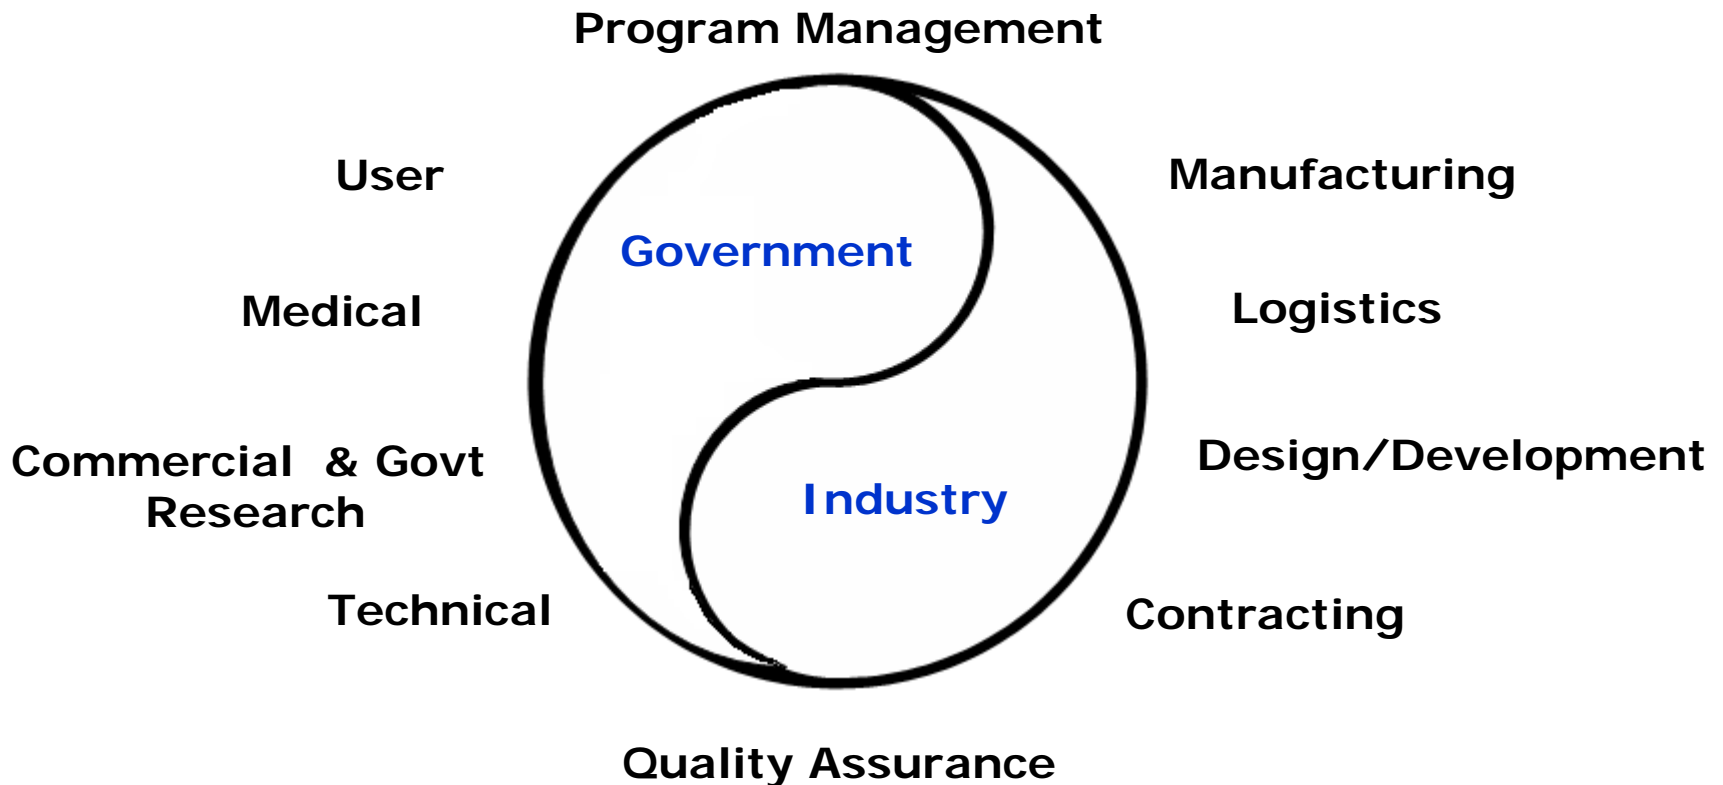 Program Management
User
Manufacturing
Government
Medical
Logistics
Commercial & Govt
Research
Design/Development
Industry
Technical
Contracting
Quality Assurance